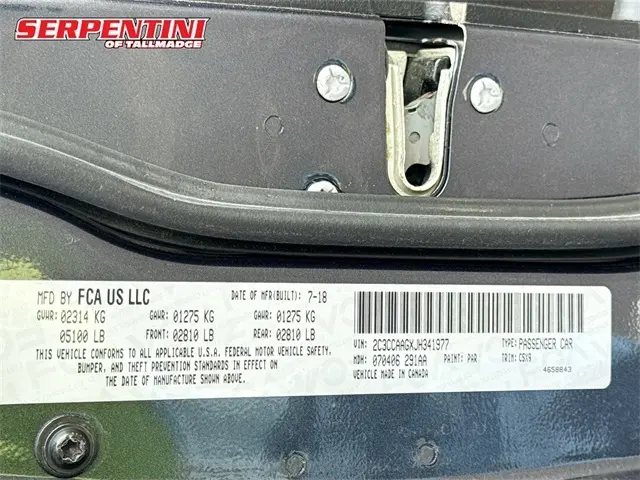 SERPENTINI
OF TALLMADGE
MFD BY FCA US LLC DATE OF MFR(BUILT): 7-18
GVWR: 02314 KG GAWR: 01275 KG GAWR: 01275 KG
05100 LB FRONT: 02810 LB REAR: 02810 LB
THIS VEHICLE CONFORMS TO ALL APPLICABLE U.S.A. FEDERAL MOTOR VEHICLE SAFETY,
BUMPER, AND THEFT PREVENTION STANDARDS IN EFFECT ON
THE DATE OF MANUFACTURE SHOWN ABOVE.
VIN: 2C3CCAAGXJH341977 TYPE: PASSENGER CAR
MDH: 070406 291AA PAINT: PAR TRIM: CSX9
VEHICLE MADE IN CANADA 4658843